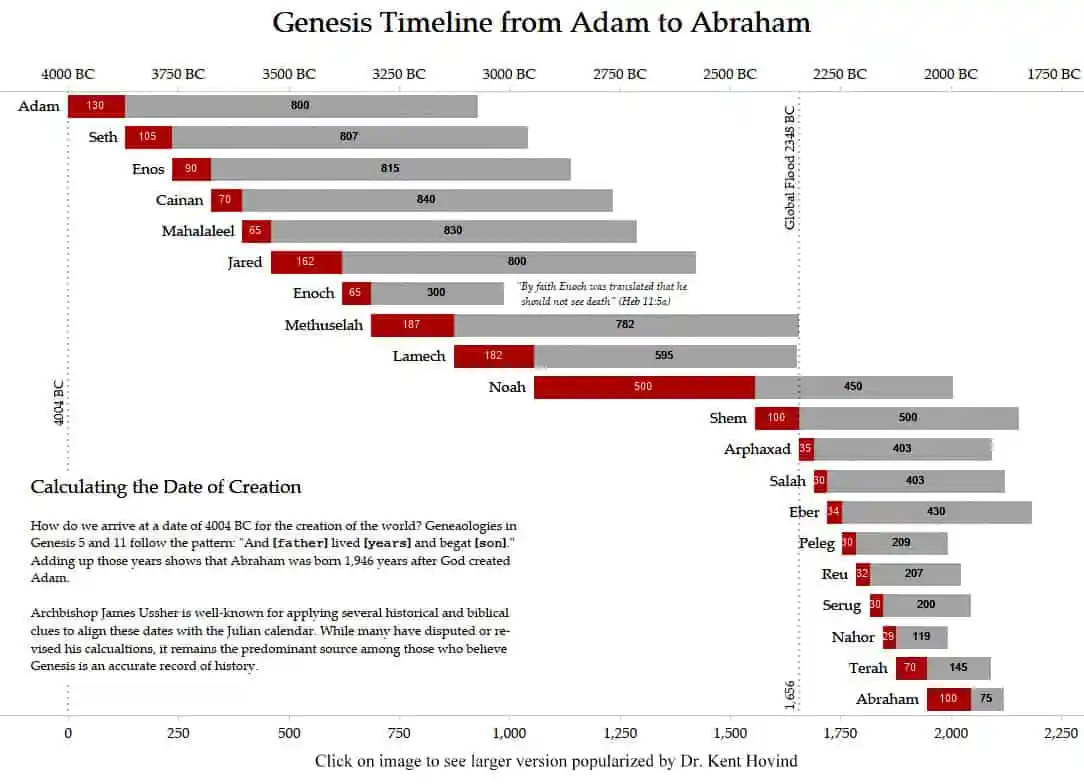 Genesis Timeline from Adam to Abraham
4000 BC 3750 BC 3500 BC 3250 BC 3000 BC 2750 BC 2500 BC 2250 BC 2000 BC 1750 BC
Adam 130 800
Seth 105 807
Enos 90 815
Cainan 70 840
Mahalaleel 65 830
Jared 162 800
Enoch 65 300
"By faith Enoch was translated that he
should not see death" (Heb 11:5a)
Methuselah 187 782
Lamech 182 595
Noah 500 450
Shem 100 500
Arphaxad 35 403
Salah 30 403
Eber 34 430
Peleg 30 209
Reu 32 207
Serug 30 200
Nahor 29 119
Terah 70 145
Abraham 100 75
Global Flood 2348 BC
1,656
4004 BC
Calculating the Date of Creation
How do we arrive at a date of 4004 BC for the creation of the world? Geneaologies in
Genesis 5 and 11 follow the pattern: "And [father] lived [years] and begat [son]."
Adding up those years shows that Abraham was born 1,946 years after God created
Adam.
Archbishop James Ussher is well-known for applying several historical and biblical
clues to align these dates with the Julian calendar. While many have disputed or re-
vised his calcualtions, it remains the predominant source among those who believe
Genesis is an accurate record of history.
0 250 500 750 1,000 1,250 1,500 1,750 2,000 2,250
Click on image to see larger version popularized by Dr. Kent Hovind